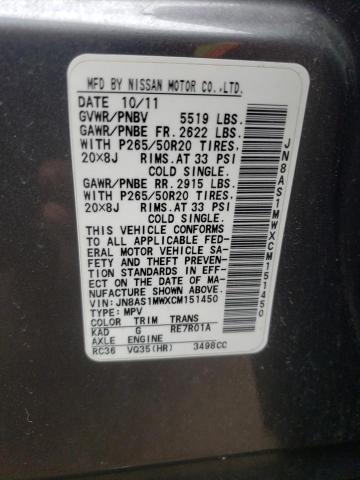 MFD BY NISSAN MOTOR CO.,LTD.
DATE 10/11
GVWR/PNBV 5519 LBS.
GAWR/PNBE FR. 2622 LBS.
WITH P265/50R20 TIRES,
20X8J RIMS. AT 33 PSI
COLD SINGLE.
GAWR/PNBE RR. 2915 LBS.
WITH P265/50R20 TIRES,
20X8J RIMS. AT 33 PSI
COLD SINGLE.
THIS VEHICLE CONFORMS
TO ALL APPLICABLE FED-
ERAL MOTOR VEHICLE SA-
FETY AND THEFT PREVEN-
TION STANDARDS IN EFF-
ECT ON THE DATE OF MA-
NUFACTURE SHOWN ABOVE.
VIN:JN8AS1MWXCM151450
TYPE:MPV
COLOR TRIM TRANS
KAD G RE7R01A
AXLE ENGINE
RC36 VQ35(HR) 3498CC
JN8AS1MWXCM151450